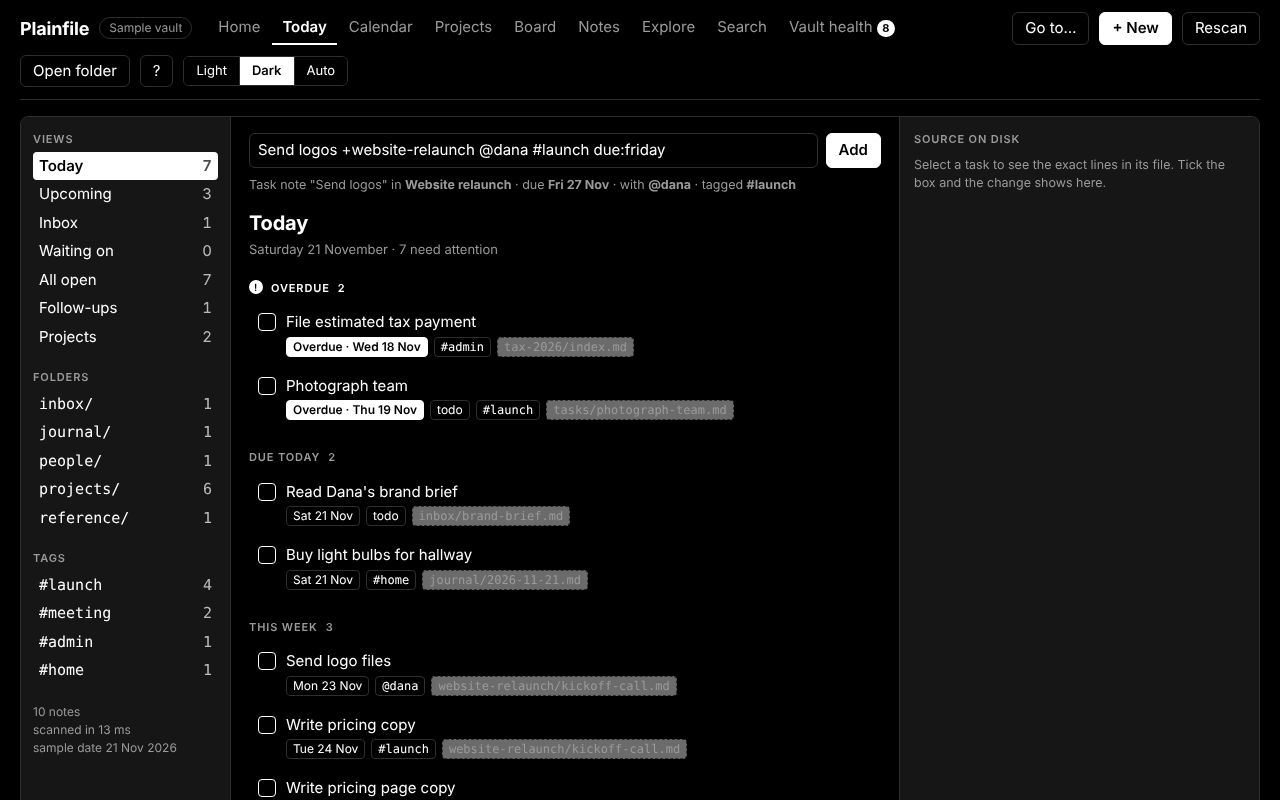 Plainfile Sample vault Home Today Calendar Projects Board Notes Explore Search Vault health 8 Go to... + New Rescan
Open folder ? Light Dark Auto
VIEWS
Today 7
Upcoming 3
Inbox 1
Waiting on 0
All open 7
Follow-ups 1
Projects 2
FOLDERS
inbox/ 1
journal/ 1
people/ 1
projects/ 6
reference/ 1
TAGS
#launch 4
#meeting 2
#admin 1
#home 1
10 notes
scanned in 13 ms
sample date 21 Nov 2026
Send logos +website-relaunch @dana #launch due:friday Add
Task note "Send logos" in Website relaunch · due Fri 27 Nov · with @dana · tagged #launch
Today
Saturday 21 November · 7 need attention
! OVERDUE 2
File estimated tax payment
Overdue · Wed 18 Nov #admin tax-2026/index.md
Photograph team
Overdue · Thu 19 Nov todo #launch tasks/photograph-team.md
DUE TODAY 2
Read Dana's brand brief
Sat 21 Nov todo inbox/brand-brief.md
Buy light bulbs for hallway
Sat 21 Nov #home journal/2026-11-21.md
THIS WEEK 3
Send logo files
Mon 23 Nov @dana website-relaunch/kickoff-call.md
Write pricing copy
Tue 24 Nov #launch website-relaunch/kickoff-call.md
Write pricing page copy
SOURCE ON DISK
Select a task to see the exact lines in its file. Tick the
box and the change shows here.